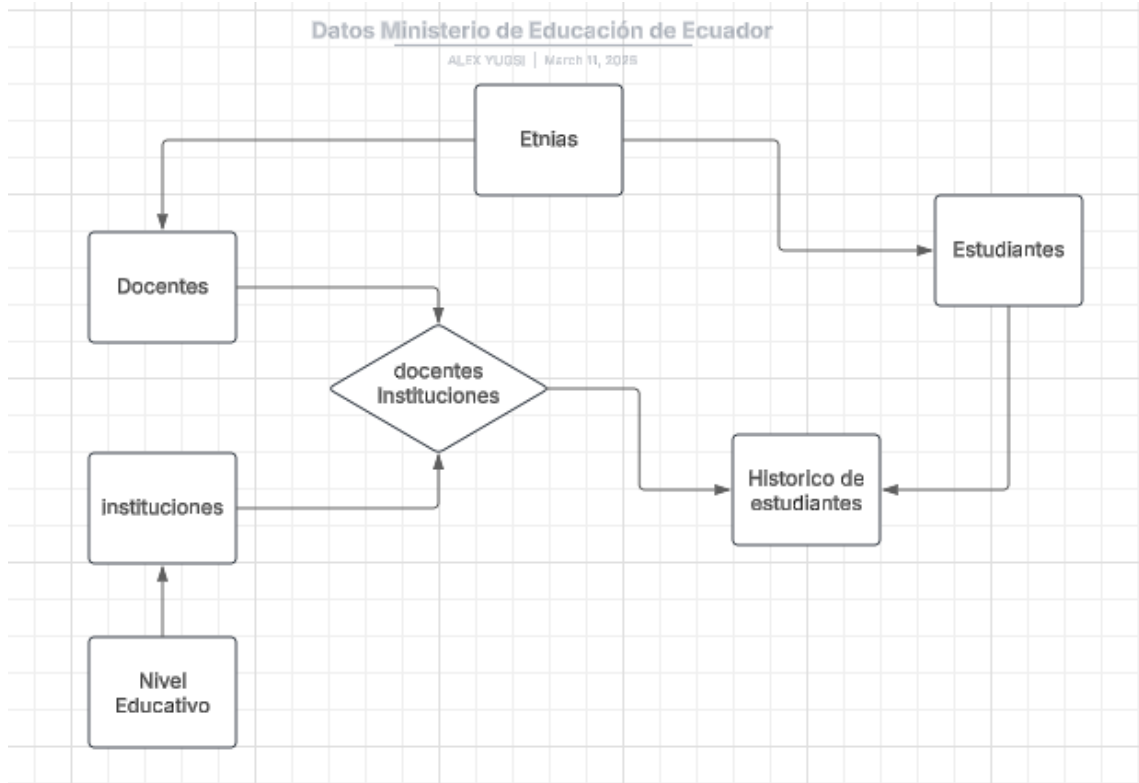 Datos Ministerio de Educación de Ecuador
ALEX YUGSI | March 11, 2025
Etnias
Estudiantes
Docentes
docentes
Instituciones
instituciones
Historico de
estudiantes
Nivel
Educativo